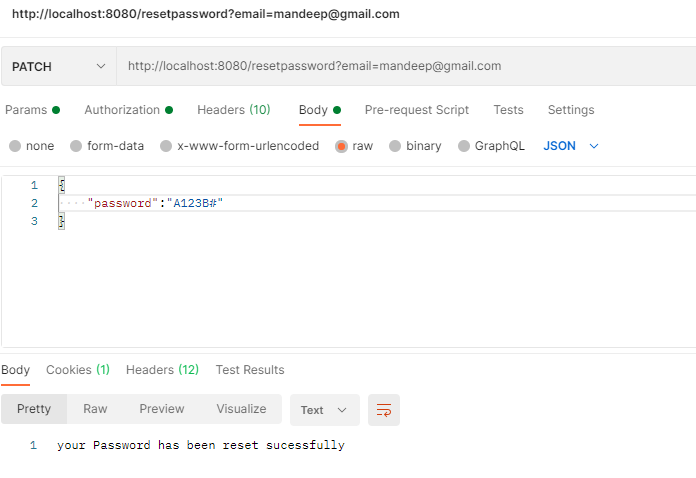 http://localhost:8080/resetpassword?email=mandeep@gmail.com
PATCH http://localhost:8080/resetpassword?email=mandeep@gmail.com
Params Authorization Headers (10) Body Pre-request Script Tests Settings
none form-data x-www-form-urlencoded raw binary GraphQL JSON
1 {
2 ····"password":"A123B#"
3 }
Body Cookies (1) Headers (12) Test Results
Pretty Raw Preview Visualize Text
1 your Password has been reset sucessfully